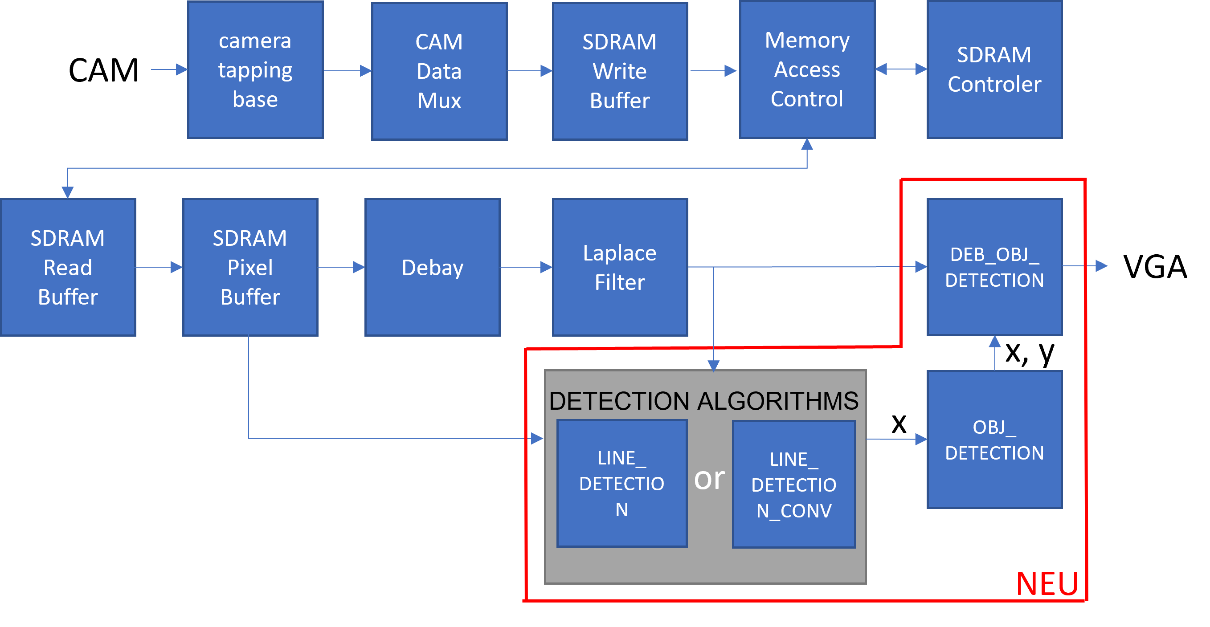 CAM
camera
tapping
base
CAM
Data
Mux
SDRAM
Write
Buffer
Memory
Access
Control
SDRAM
Controler
SDRAM
Read
Buffer
SDRAM
Pixel
Buffer
Debay
Laplace
Filter
DEB_OBJ_
DETECTION
VGA
x, y
DETECTION ALGORITHMS
LINE_
DETECTIO
N
or
LINE_
DETECTIO
N_CONV
x
OBJ_
DETECTION
NEU